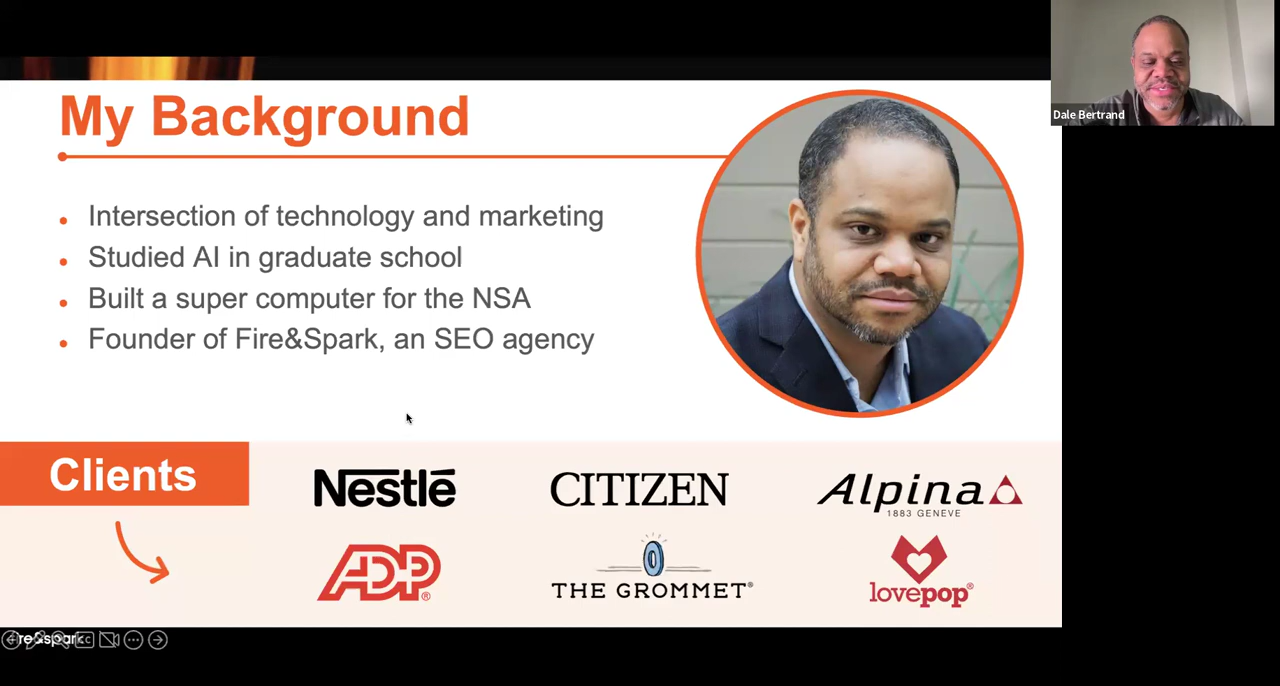 My Background
Dale Bertrand
Intersection of technology and marketing
Studied AI in graduate school
Built a super computer for the NSA
Founder of Fire&Spark, an SEO agency
Clients
Nestlé
CITIZEN
Alpina
1883 GENEVE
ADP®
THE GROMMET®
lovepop®